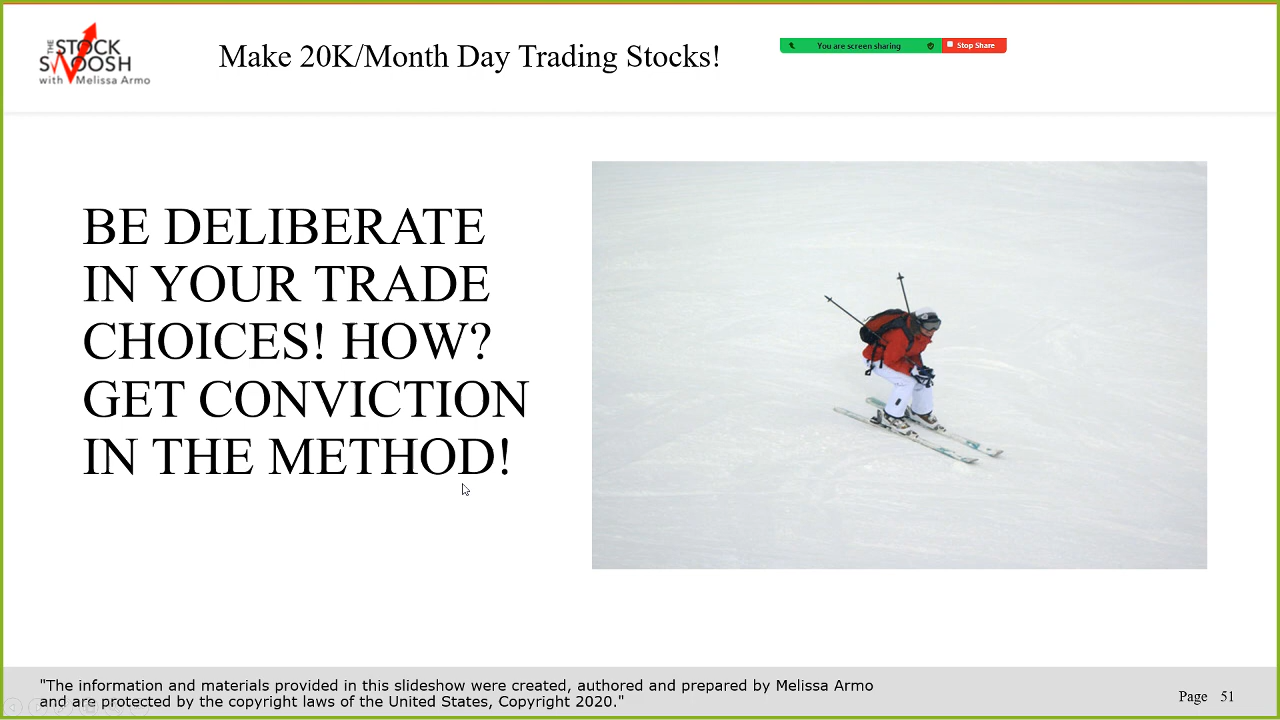 THE STOCK
SWOOSH
with Melissa Armo
Make 20K/Month Day Trading Stocks!
You are screen sharing
Stop Share
BE DELIBERATE
IN YOUR TRADE
CHOICES! HOW?
GET CONVICTION
IN THE METHOD!
"The information and materials provided in this slideshow were created, authored and prepared by Melissa Armo
and are protected by the copyright laws of the United States, Copyright 2020."
Page 51